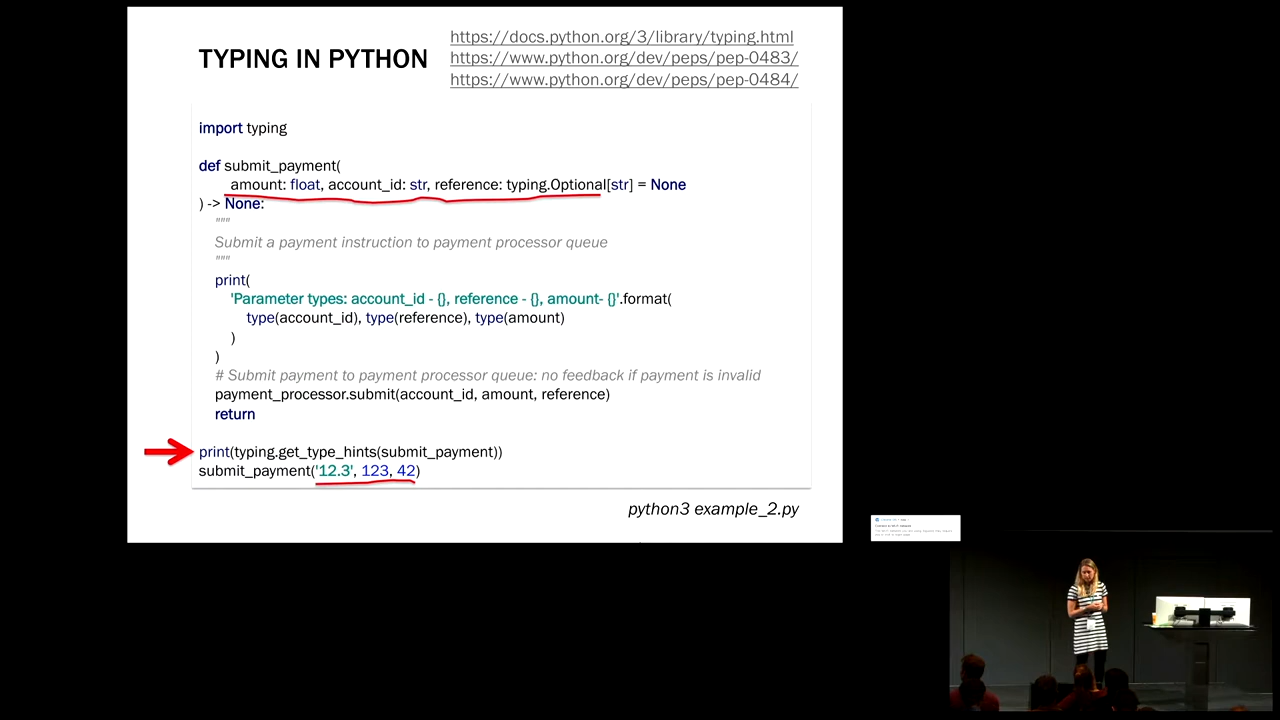 TYPING IN PYTHON
https://docs.python.org/3/library/typing.html
https://www.python.org/dev/peps/pep-0483/
https://www.python.org/dev/peps/pep-0484/
import typing
def submit_payment(
amount: float, account_id: str, reference: typing.Optional[str] = None
) -> None:
"""
Submit a payment instruction to payment processor queue
"""
print(
'Parameter types: account_id - {}, reference - {}, amount- {}'.format(
type(account_id), type(reference), type(amount)
)
)
# Submit payment to payment processor queue: no feedback if payment is invalid
payment_processor.submit(account_id, amount, reference)
return
print(typing.get_type_hints(submit_payment))
submit_payment('12.3', 123, 42)
python3 example_2.py